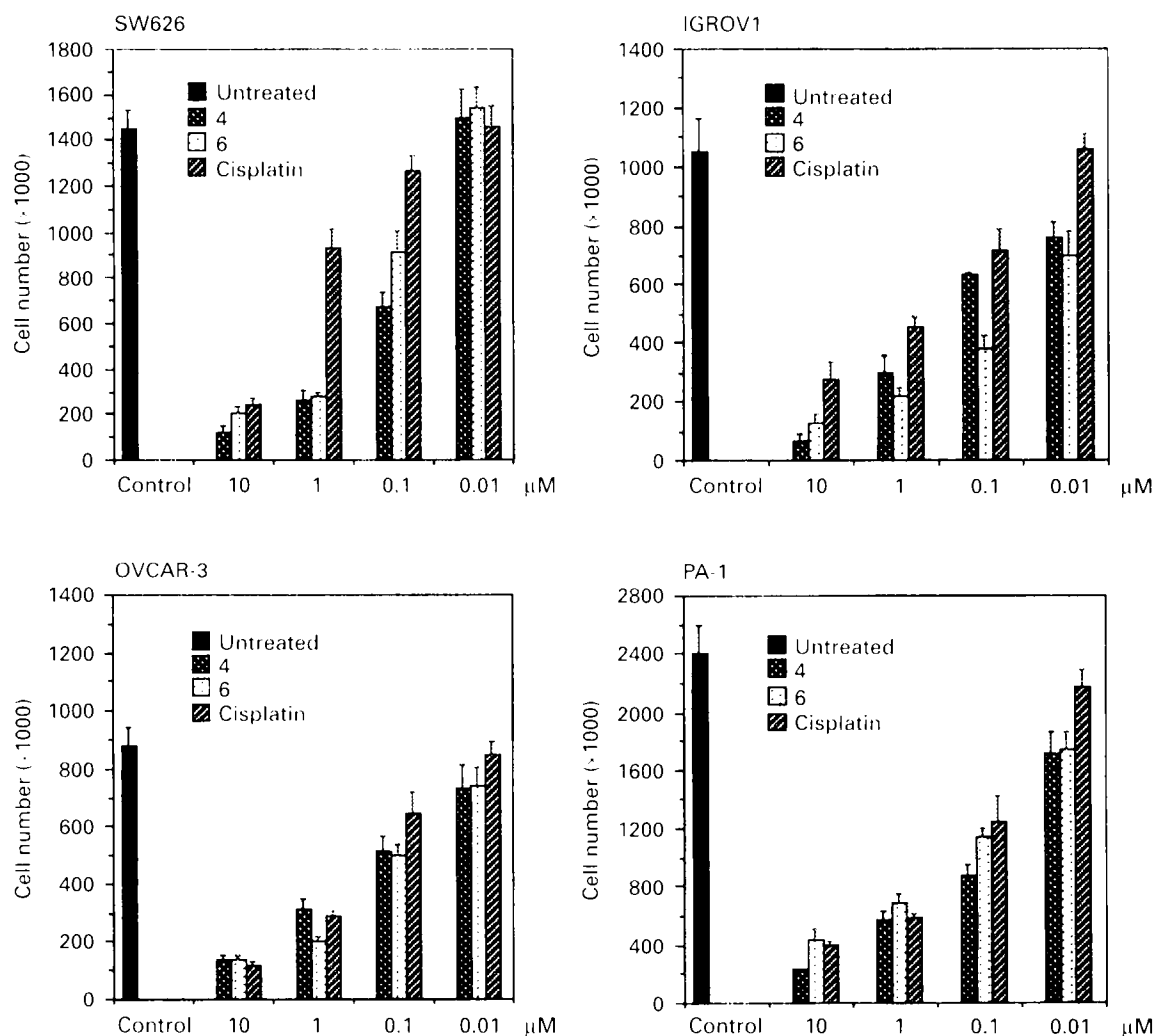 SW626
1800
1600
1400
1200
1000
800
600
400
200
0
Cell number (·1000)
Untreated
4
6
Cisplatin
Control 10 1 0.1 0.01 μM
IGROV1
1400
1200
1000
800
600
400
200
0
Cell number (>1000)
Untreated
4
6
Cisplatin
Control 10 1 0.1 0.01 μM
OVCAR-3
1400
1200
1000
800
600
400
200
0
Cell number (·1000)
Untreated
4
6
Cisplatin
Control 10 1 0.1 0.01 μM
PA-1
2800
2400
2000
1600
1200
800
400
0
Cell number (>1000)
Untreated
4
6
Cisplatin
Control 10 1 0.1 0.01 μM